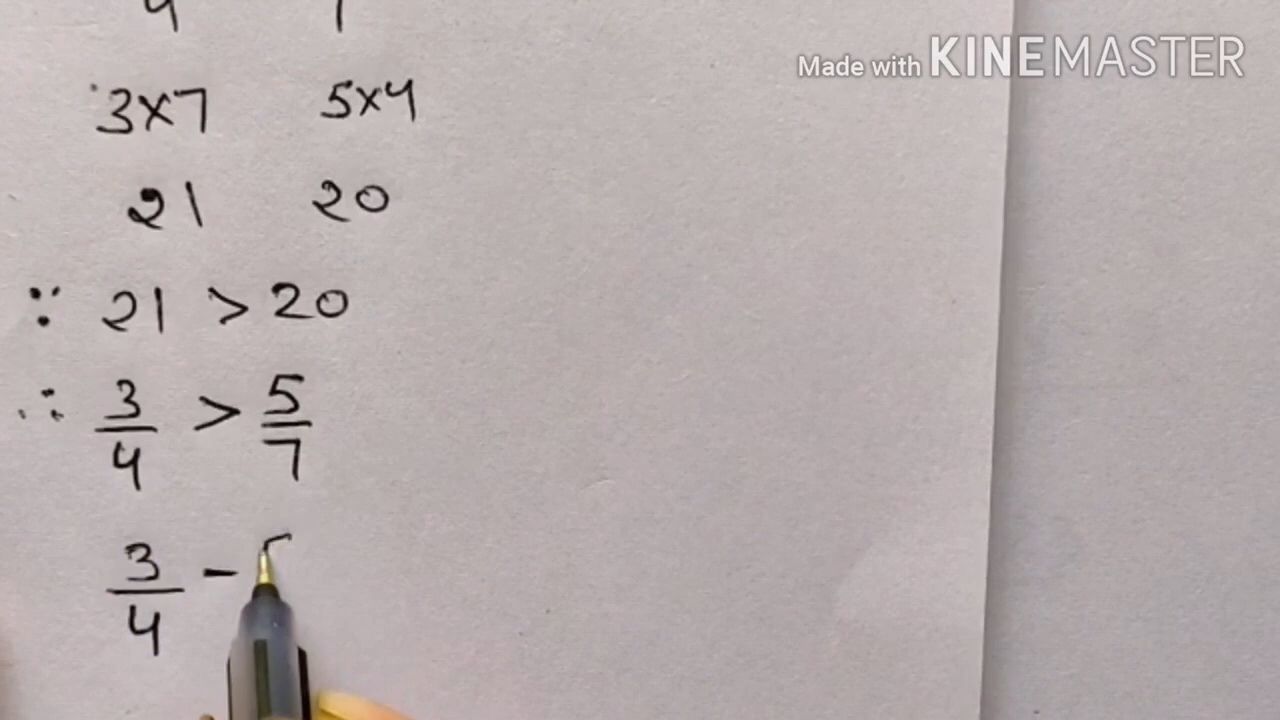 Made with KINEMASTER
3×7 5×4
21 20
∵ 21 > 20
∴ 3/4 > 5/7
3/4 -